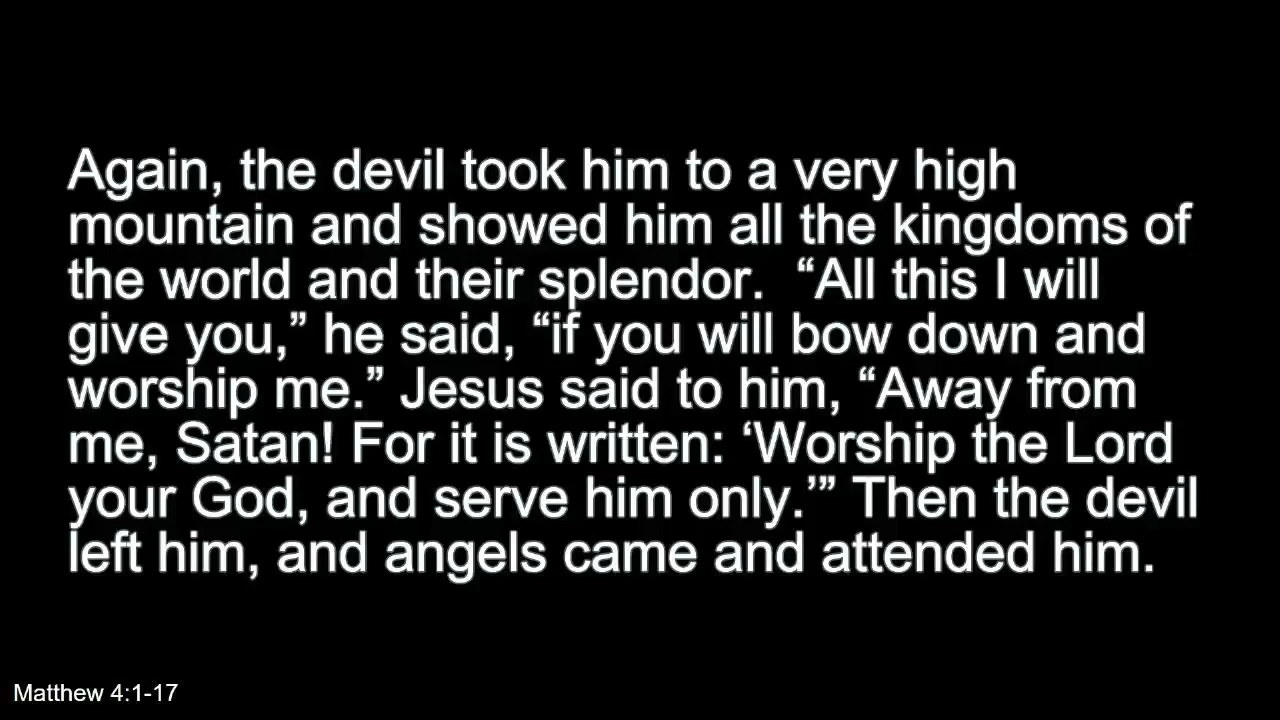 Again, the devil took him to a very high
mountain and showed him all the kingdoms of
the world and their splendor.  “All this I will
give you,” he said, “if you will bow down and
worship me.” Jesus said to him, “Away from
me, Satan! For it is written: ‘Worship the Lord
your God, and serve him only.’” Then the devil
left him, and angels came and attended him.
Matthew 4:1-17